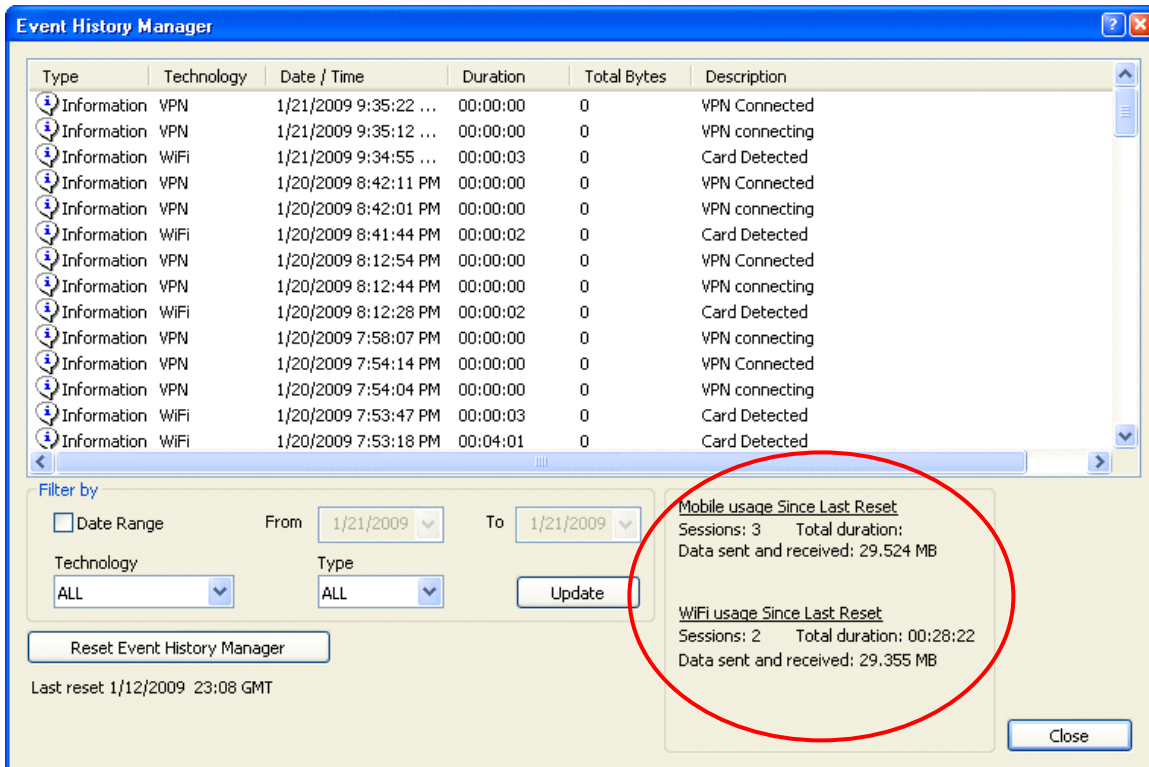 Event History Manager
Type Technology Date / Time Duration Total Bytes Description
Information VPN 1/21/2009 9:35:22 ... 00:00:00 0 VPN Connected
Information VPN 1/21/2009 9:35:12 ... 00:00:00 0 VPN connecting
Information WiFi 1/21/2009 9:34:55 ... 00:00:03 0 Card Detected
Information VPN 1/20/2009 8:42:11 PM 00:00:00 0 VPN Connected
Information VPN 1/20/2009 8:42:01 PM 00:00:00 0 VPN connecting
Information WiFi 1/20/2009 8:41:44 PM 00:00:02 0 Card Detected
Information VPN 1/20/2009 8:12:54 PM 00:00:00 0 VPN Connected
Information VPN 1/20/2009 8:12:44 PM 00:00:00 0 VPN connecting
Information WiFi 1/20/2009 8:12:28 PM 00:00:02 0 Card Detected
Information VPN 1/20/2009 7:58:07 PM 00:00:00 0 VPN connecting
Information VPN 1/20/2009 7:54:14 PM 00:00:00 0 VPN Connected
Information VPN 1/20/2009 7:54:04 PM 00:00:00 0 VPN connecting
Information WiFi 1/20/2009 7:53:47 PM 00:00:03 0 Card Detected
Information WiFi 1/20/2009 7:53:18 PM 00:04:01 0 Card Detected
Filter by
Date Range From 1/21/2009 To 1/21/2009
Technology Type
ALL ALL Update
Reset Event History Manager
Last reset 1/12/2009 23:08 GMT
Mobile usage Since Last Reset
Sessions: 3 Total duration:
Data sent and received: 29.524 MB
WiFi usage Since Last Reset
Sessions: 2 Total duration: 00:28:22
Data sent and received: 29.355 MB
Close